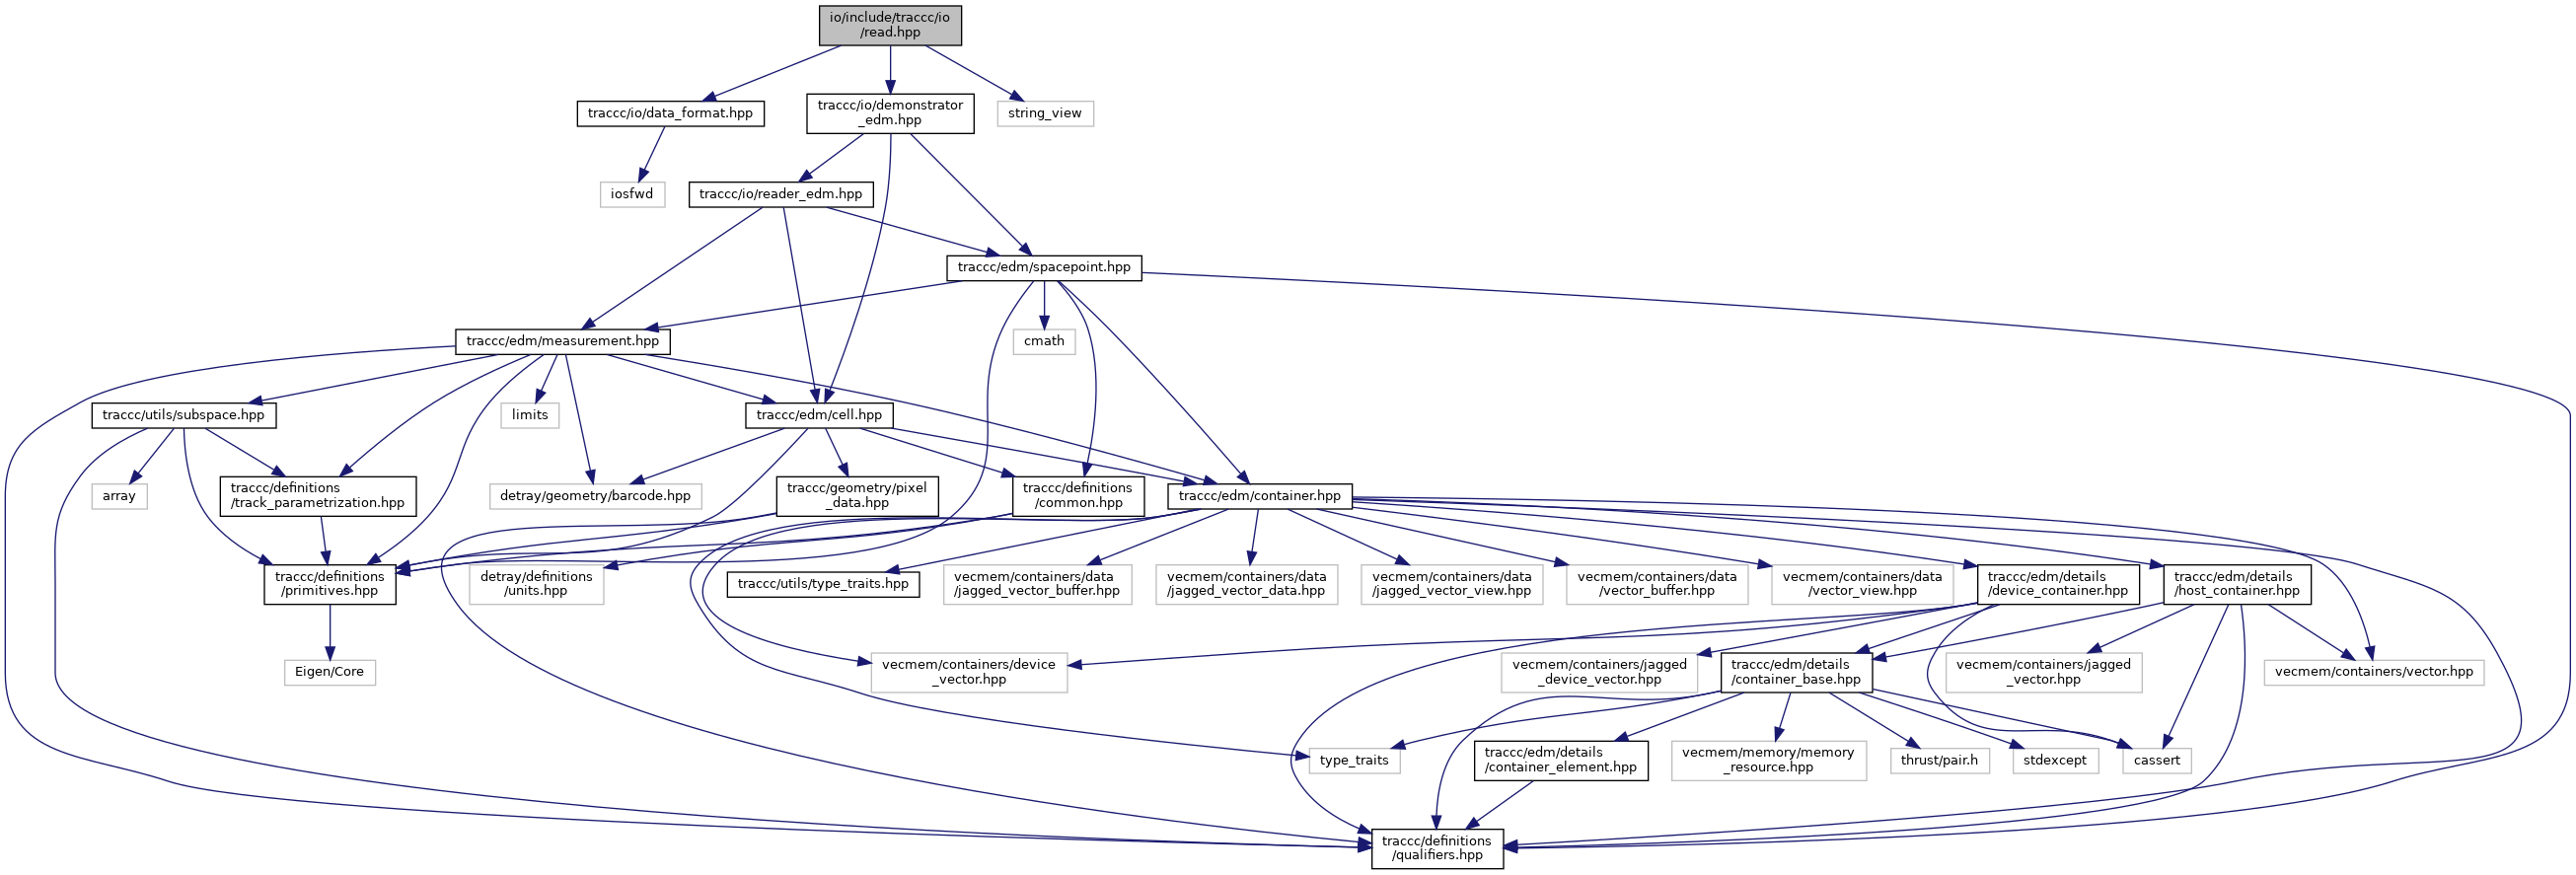 io/include/traccc/io
/read.hpp
traccc/io/data_format.hpp
traccc/io/demonstrator
_edm.hpp
string_view
iosfwd
traccc/io/reader_edm.hpp
traccc/edm/spacepoint.hpp
traccc/edm/measurement.hpp
cmath
traccc/utils/subspace.hpp
limits
traccc/edm/cell.hpp
array
traccc/definitions
/track_parametrization.hpp
detray/geometry/barcode.hpp
traccc/geometry/pixel
_data.hpp
traccc/definitions
/common.hpp
traccc/edm/container.hpp
traccc/definitions
/primitives.hpp
detray/definitions
/units.hpp
traccc/utils/type_traits.hpp
vecmem/containers/data
/jagged_vector_buffer.hpp
vecmem/containers/data
/jagged_vector_data.hpp
vecmem/containers/data
/jagged_vector_view.hpp
vecmem/containers/data
/vector_buffer.hpp
vecmem/containers/data
/vector_view.hpp
traccc/edm/details
/device_container.hpp
traccc/edm/details
/host_container.hpp
Eigen/Core
vecmem/containers/device
_vector.hpp
vecmem/containers/jagged
_device_vector.hpp
traccc/edm/details
/container_base.hpp
vecmem/containers/jagged
_vector.hpp
vecmem/containers/vector.hpp
type_traits
traccc/edm/details
/container_element.hpp
vecmem/memory/memory
_resource.hpp
thrust/pair.h
stdexcept
cassert
traccc/definitions
/qualifiers.hpp